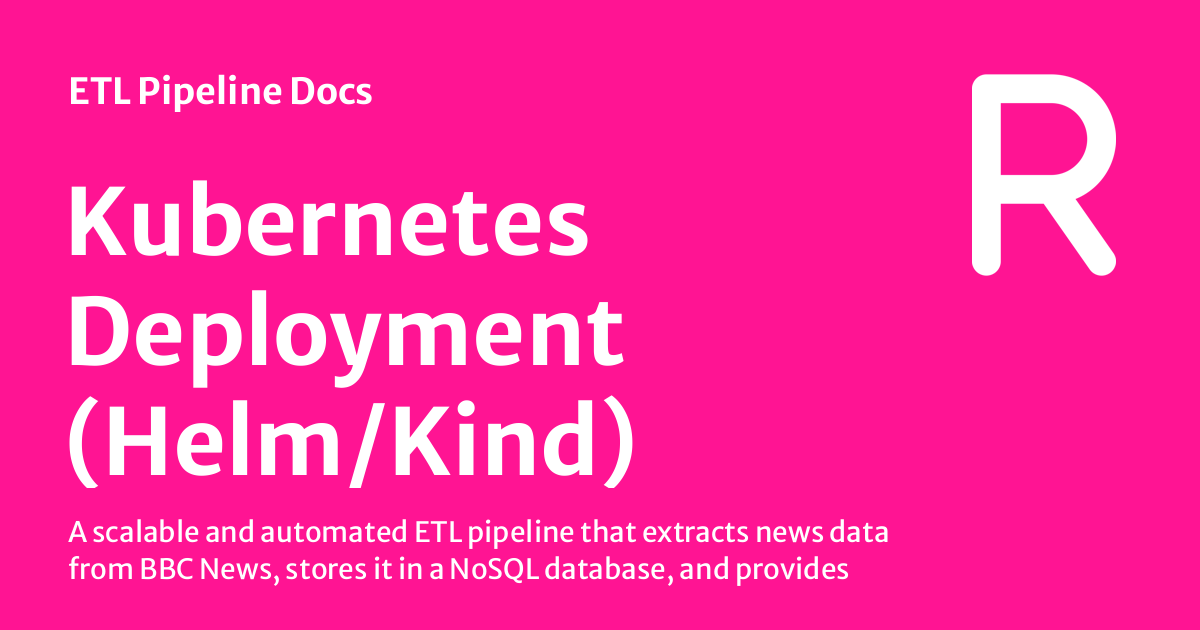 ETL Pipeline Docs
R
Kubernetes
Deployment
(Helm/Kind)
A scalable and automated ETL pipeline that extracts news data
from BBC News, stores it in a NoSQL database, and provides